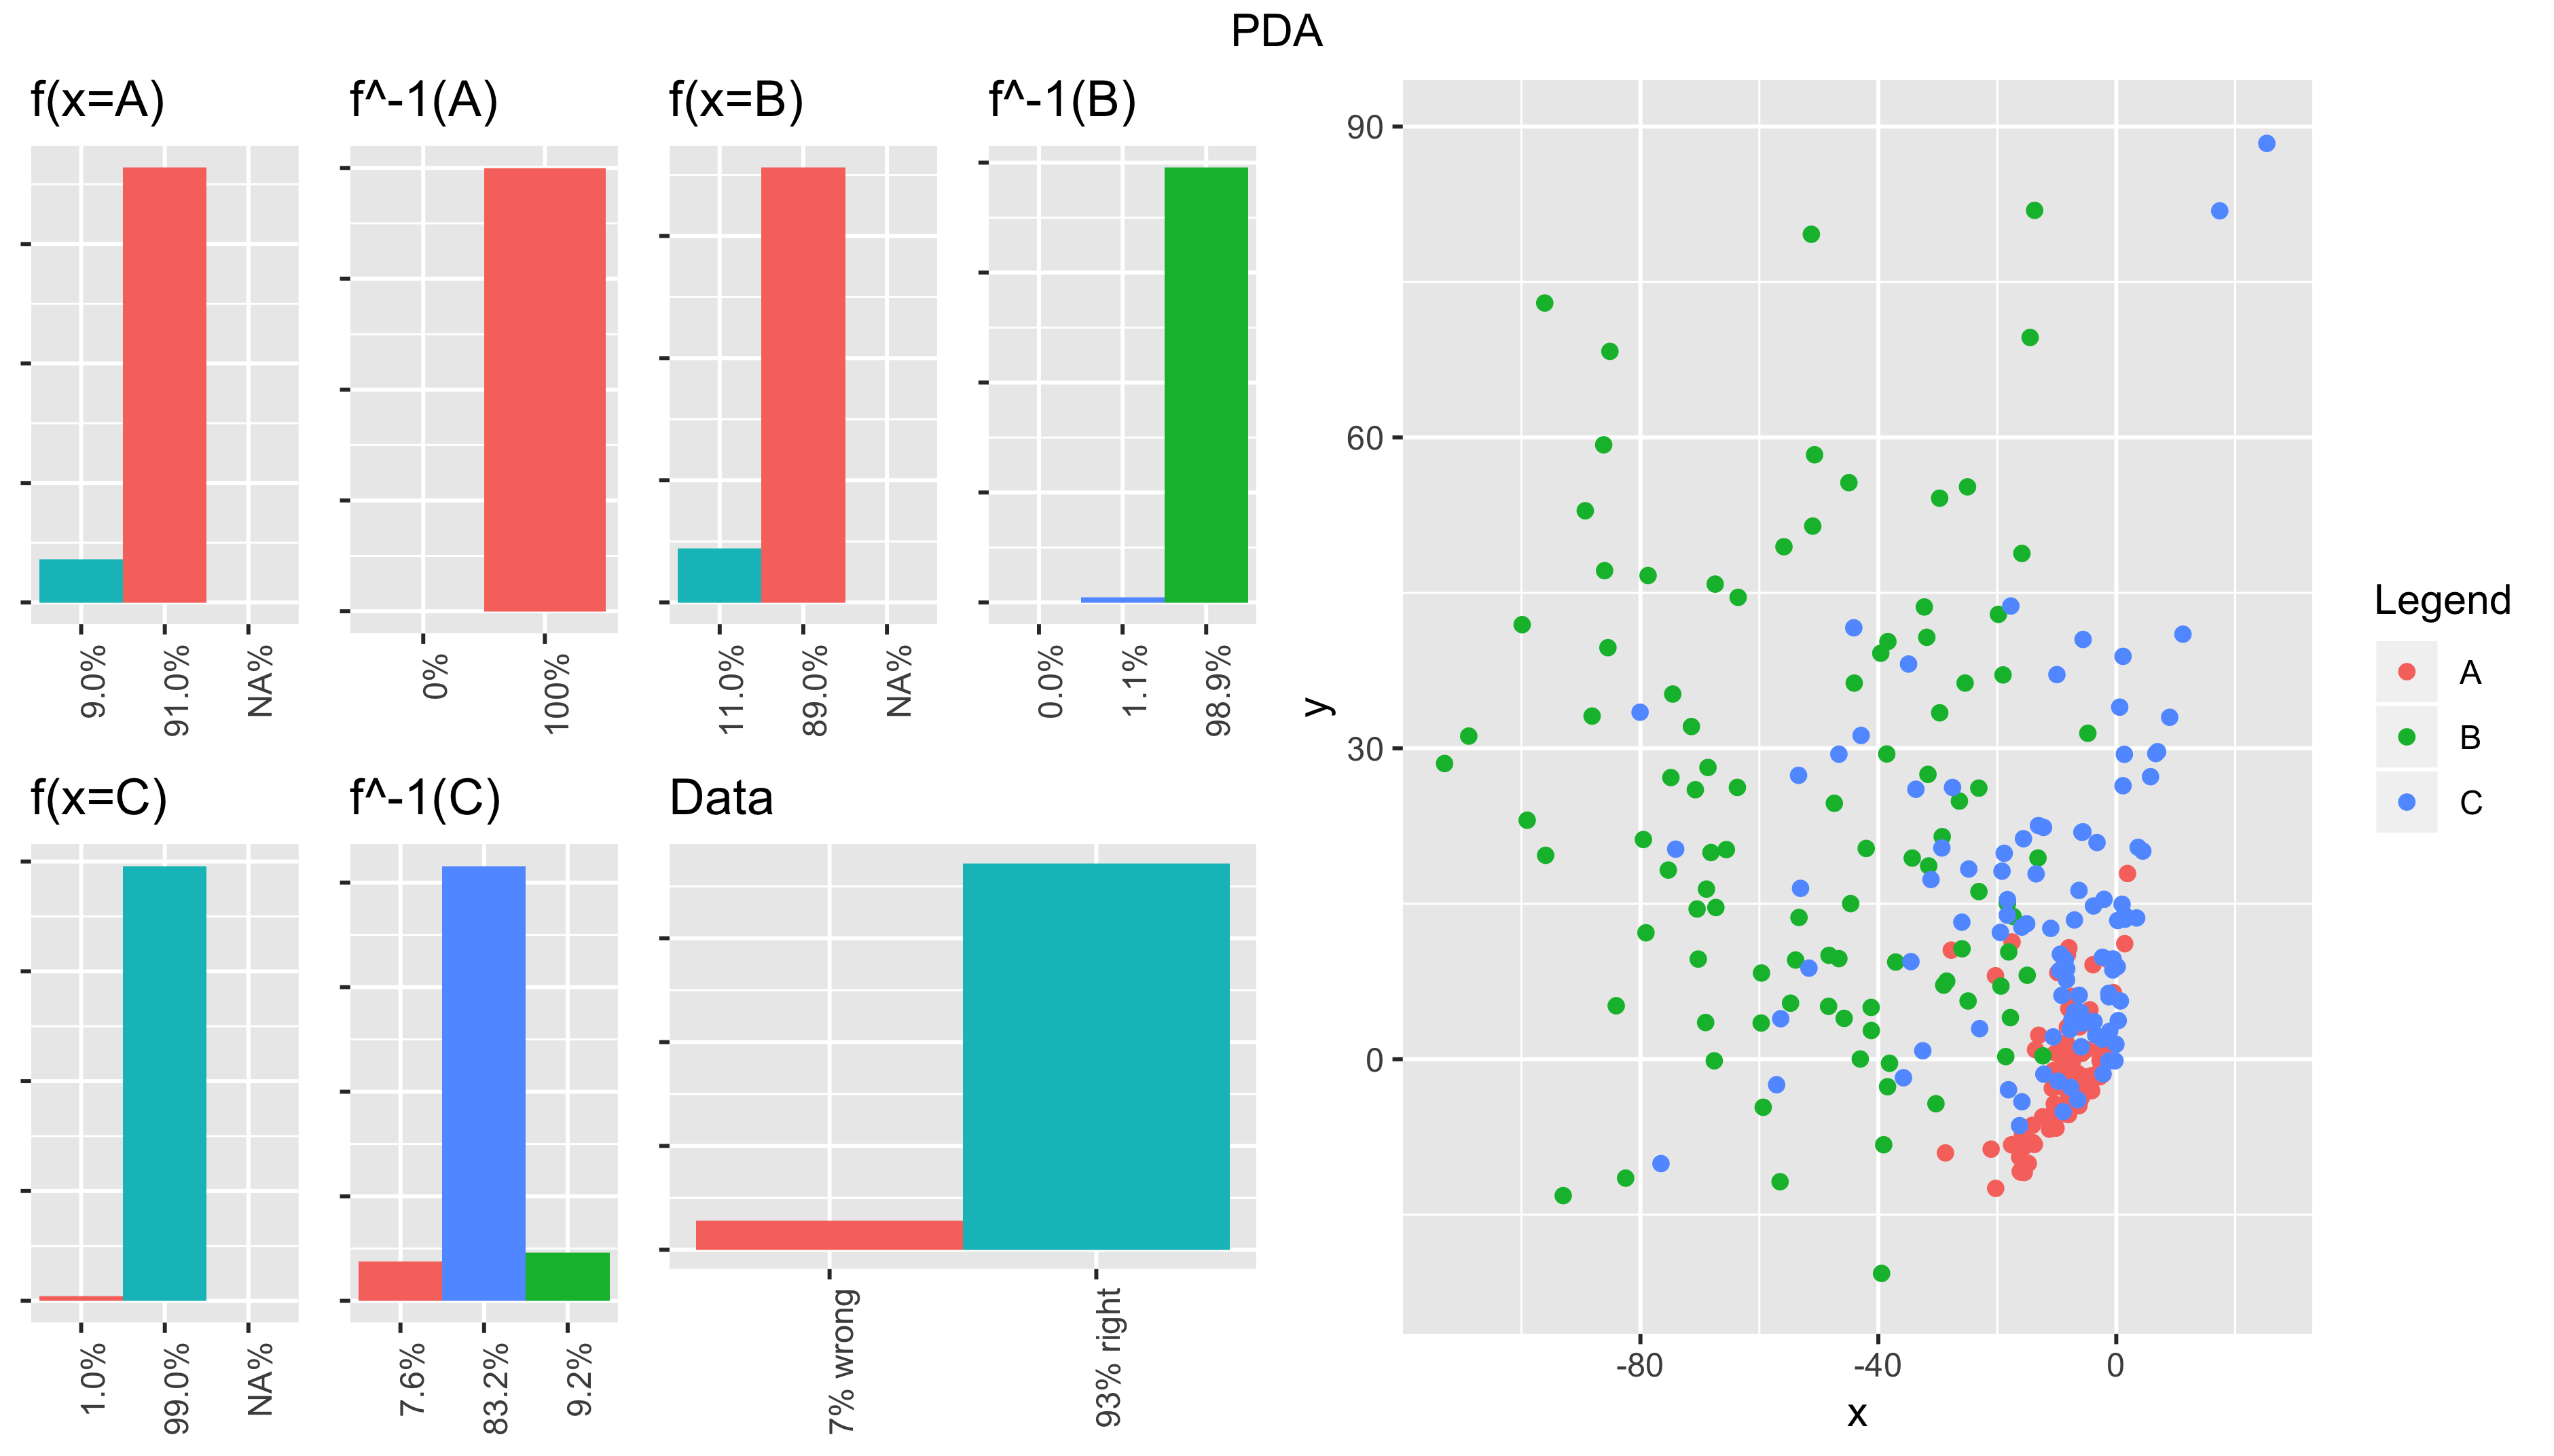 PDA
f(x=A)
9.0%
91.0%
NA%
f^-1(A)
0%
100%
f(x=B)
11.0%
89.0%
NA%
f^-1(B)
0.0%
1.1%
98.9%
f(x=C)
1.0%
99.0%
NA%
f^-1(C)
7.6%
83.2%
9.2%
Data
7% wrong
93% right
90
60
30
0
y
-80
-40
0
x
Legend
A
B
C